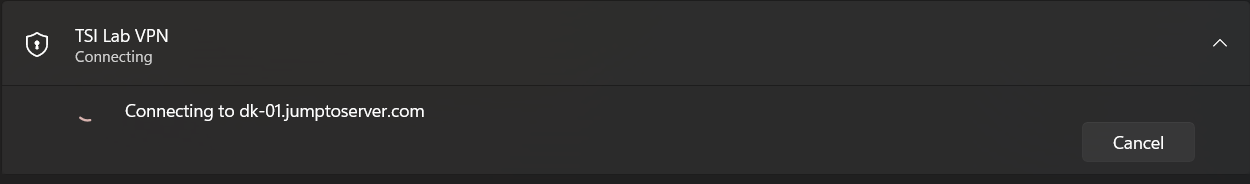 TSI Lab VPN
Connecting
Connecting to dk-01.jumptoserver.com
Cancel